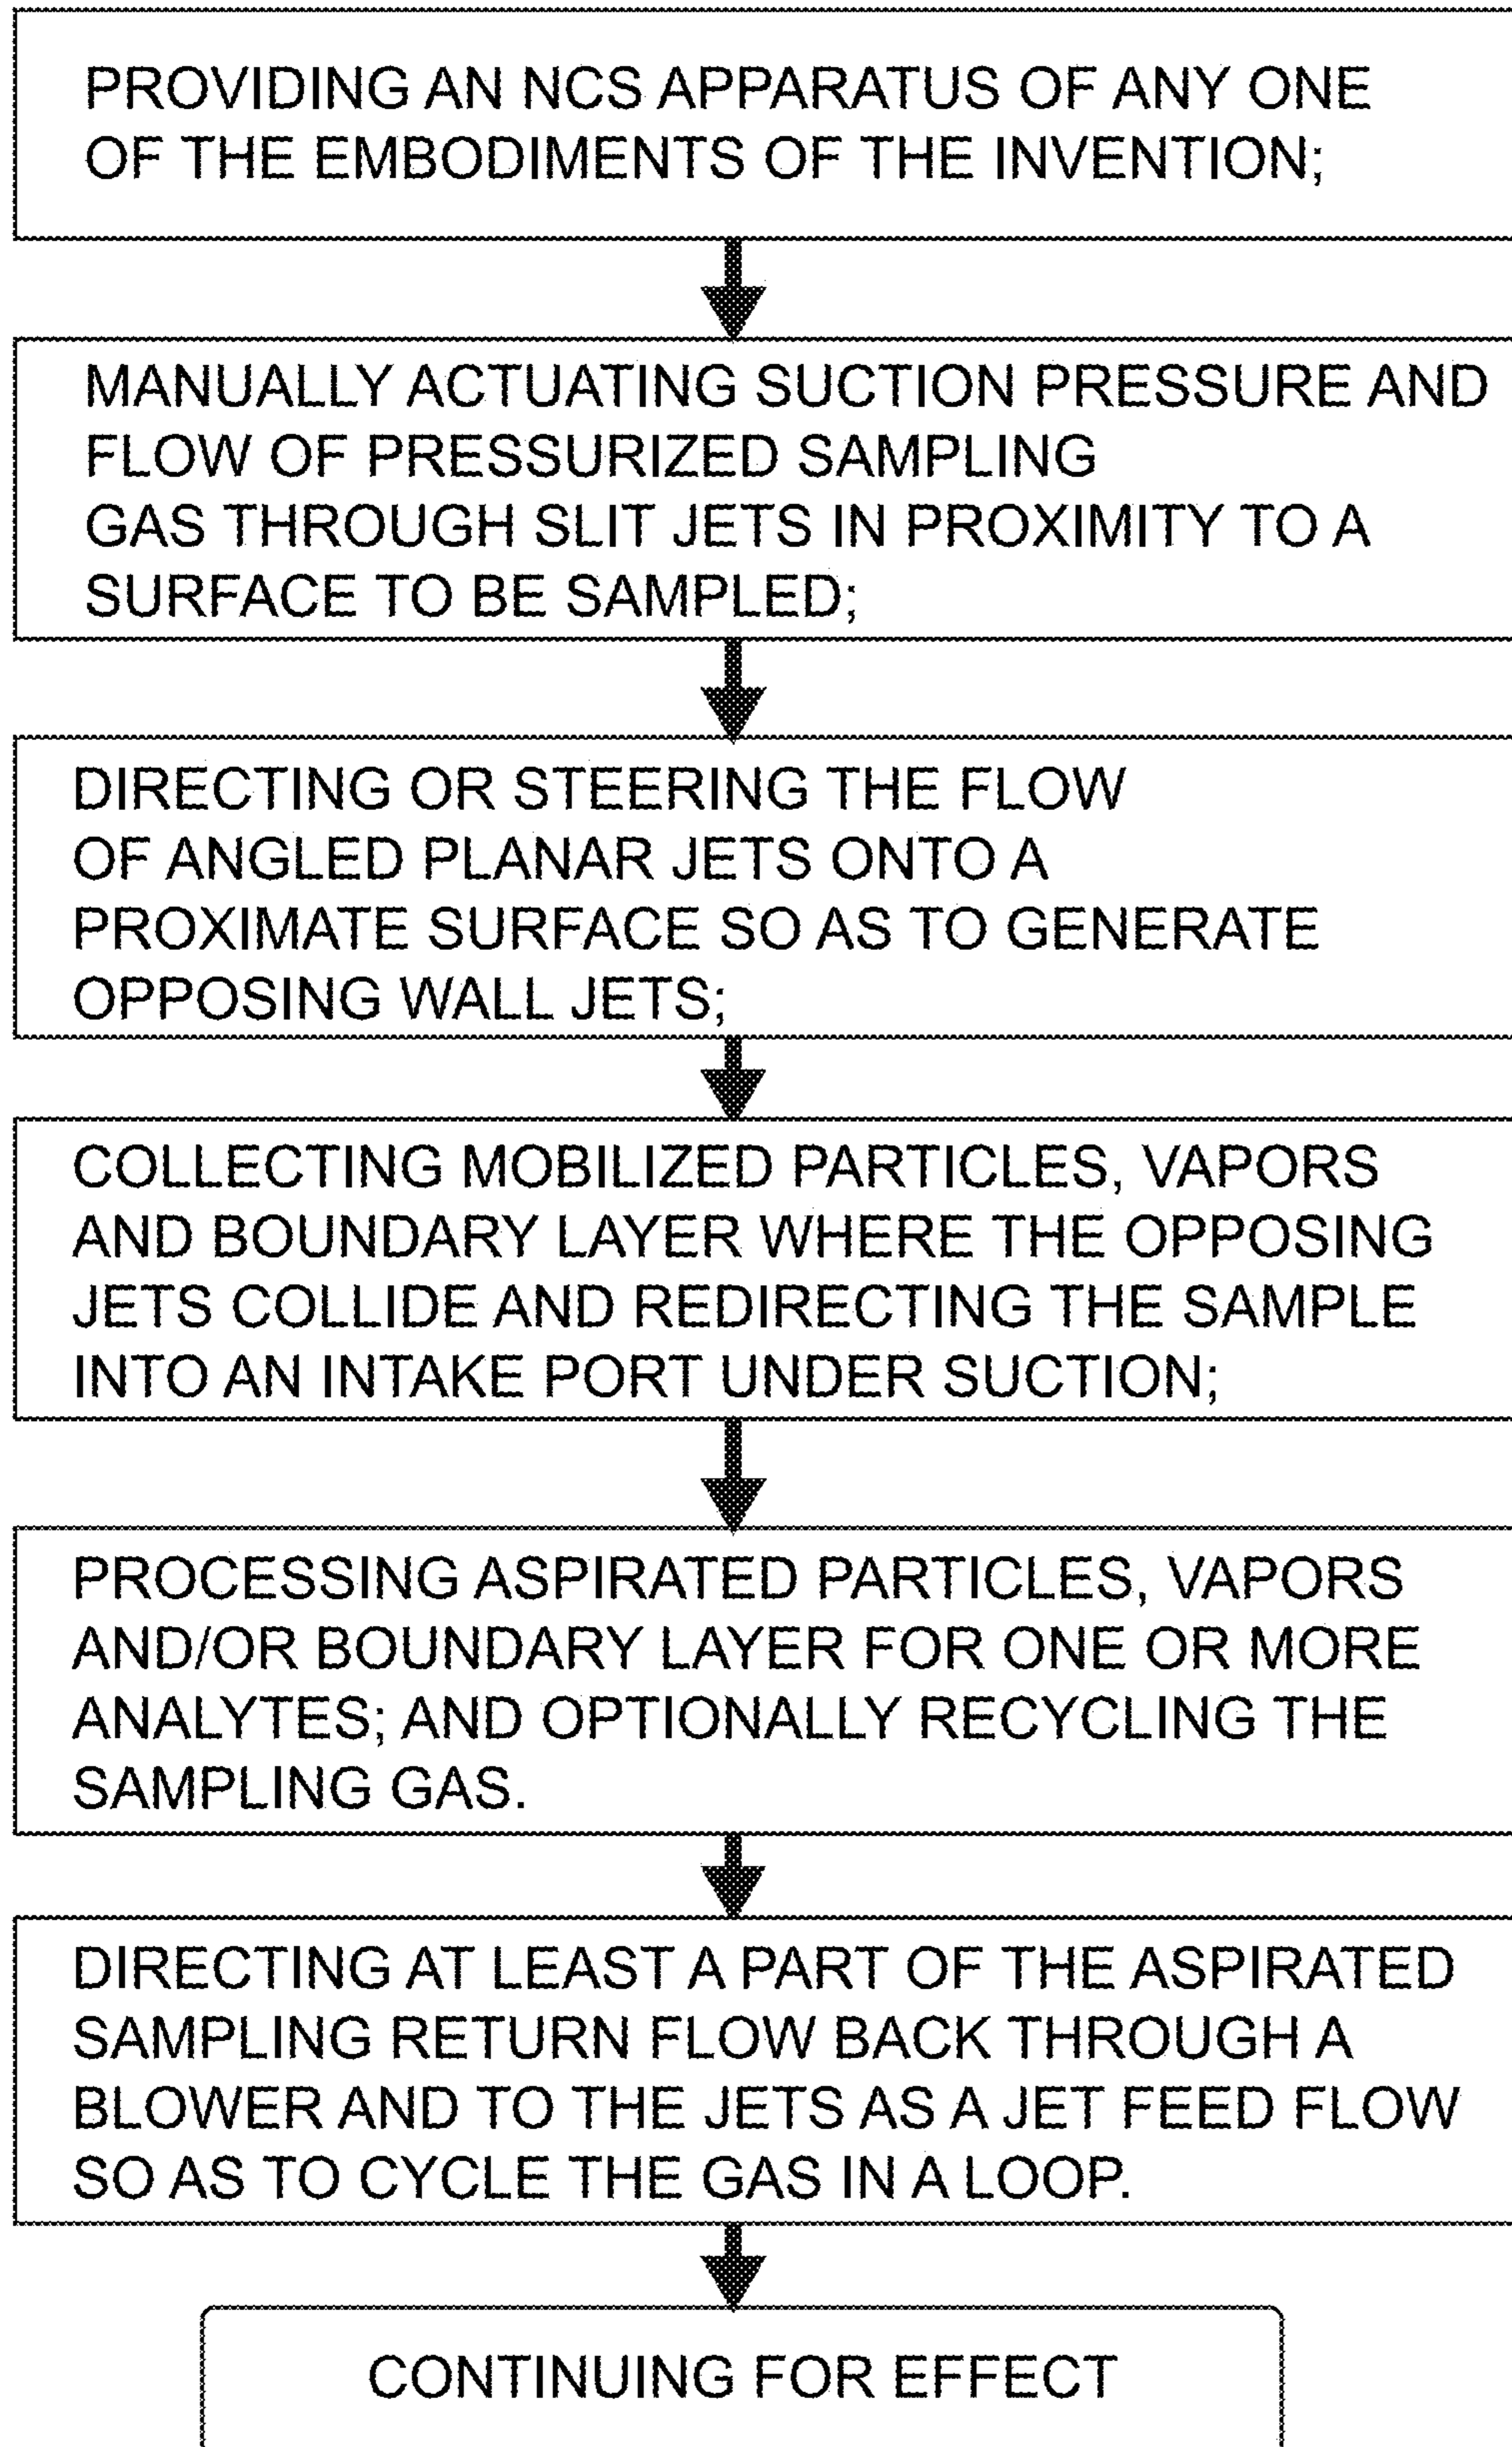 PROVIDING AN NCS APPARATUS OF ANY ONE
OF THE EMBODIMENTS OF THE INVENTION;
MANUALLY ACTUATING SUCTION PRESSURE AND
FLOW OF PRESSURIZED SAMPLING
GAS THROUGH SLIT JETS IN PROXIMITY TO A
SURFACE TO BE SAMPLED;
DIRECTING OR STEERING THE FLOW
OF ANGLED PLANAR JETS ONTO A
PROXIMATE SURFACE SO AS TO GENERATE
OPPOSING WALL JETS;
COLLECTING MOBILIZED PARTICLES, VAPORS
AND BOUNDARY LAYER WHERE THE OPPOSING
JETS COLLIDE AND REDIRECTING THE SAMPLE
INTO AN INTAKE PORT UNDER SUCTION;
PROCESSING ASPIRATED PARTICLES, VAPORS
AND/OR BOUNDARY LAYER FOR ONE OR MORE
ANALYTES; AND OPTIONALLY RECYCLING THE
SAMPLING GAS.
DIRECTING AT LEAST A PART OF THE ASPIRATED
SAMPLING RETURN FLOW BACK THROUGH A
BLOWER AND TO THE JETS AS A JET FEED FLOW
SO AS TO CYCLE THE GAS IN A LOOP.
CONTINUING FOR EFFECT